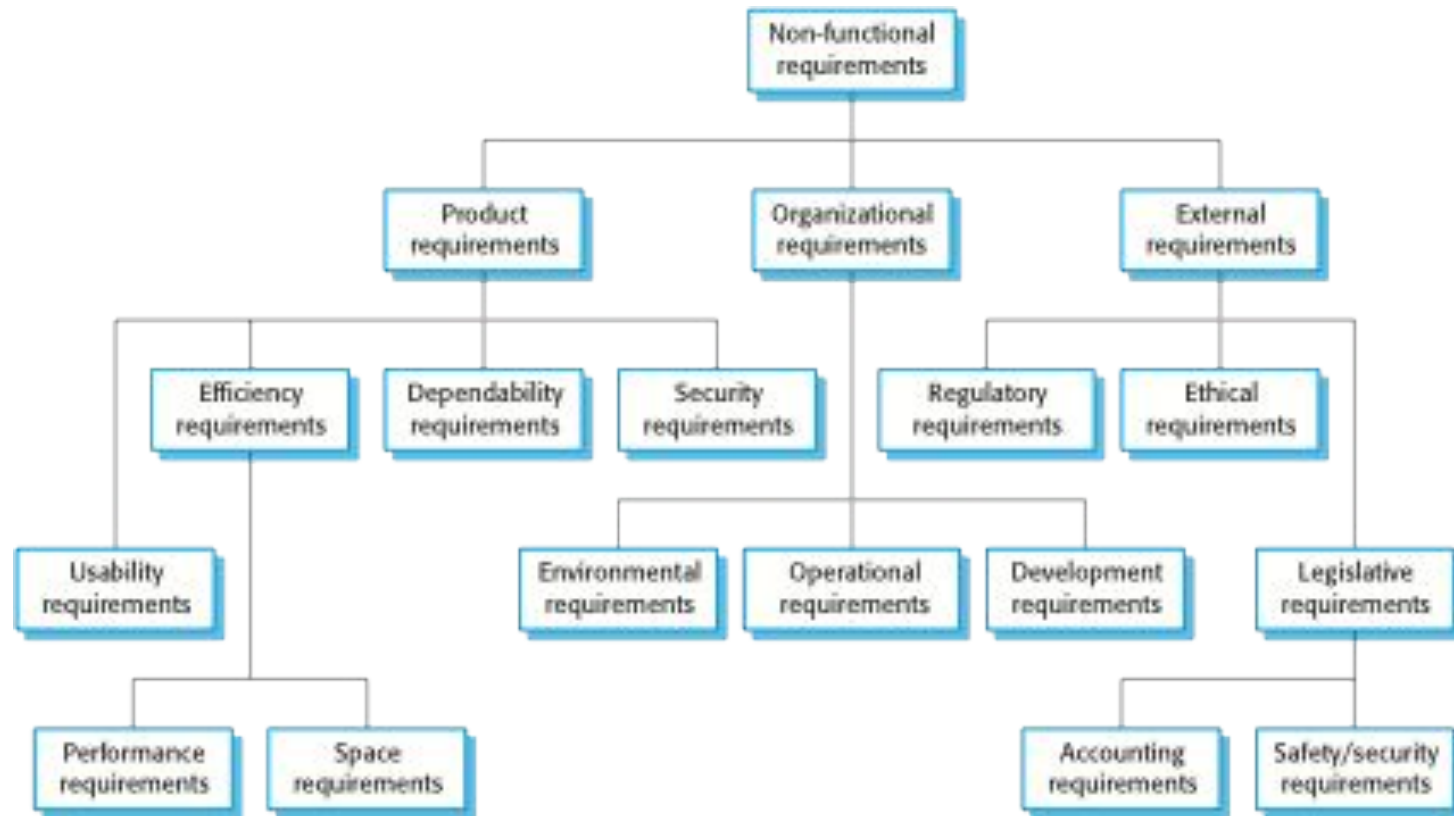 Non-functional
requirements
Product
requirements
Organizational
requirements
External
requirements
Efficiency
requirements
Dependability
requirements
Security
requirements
Regulatory
requirements
Ethical
requirements
Usability
requirements
Environmental
requirements
Operational
requirements
Development
requirements
Legislative
requirements
Performance
requirements
Space
requirements
Accounting
requirements
Safety/security
requirements